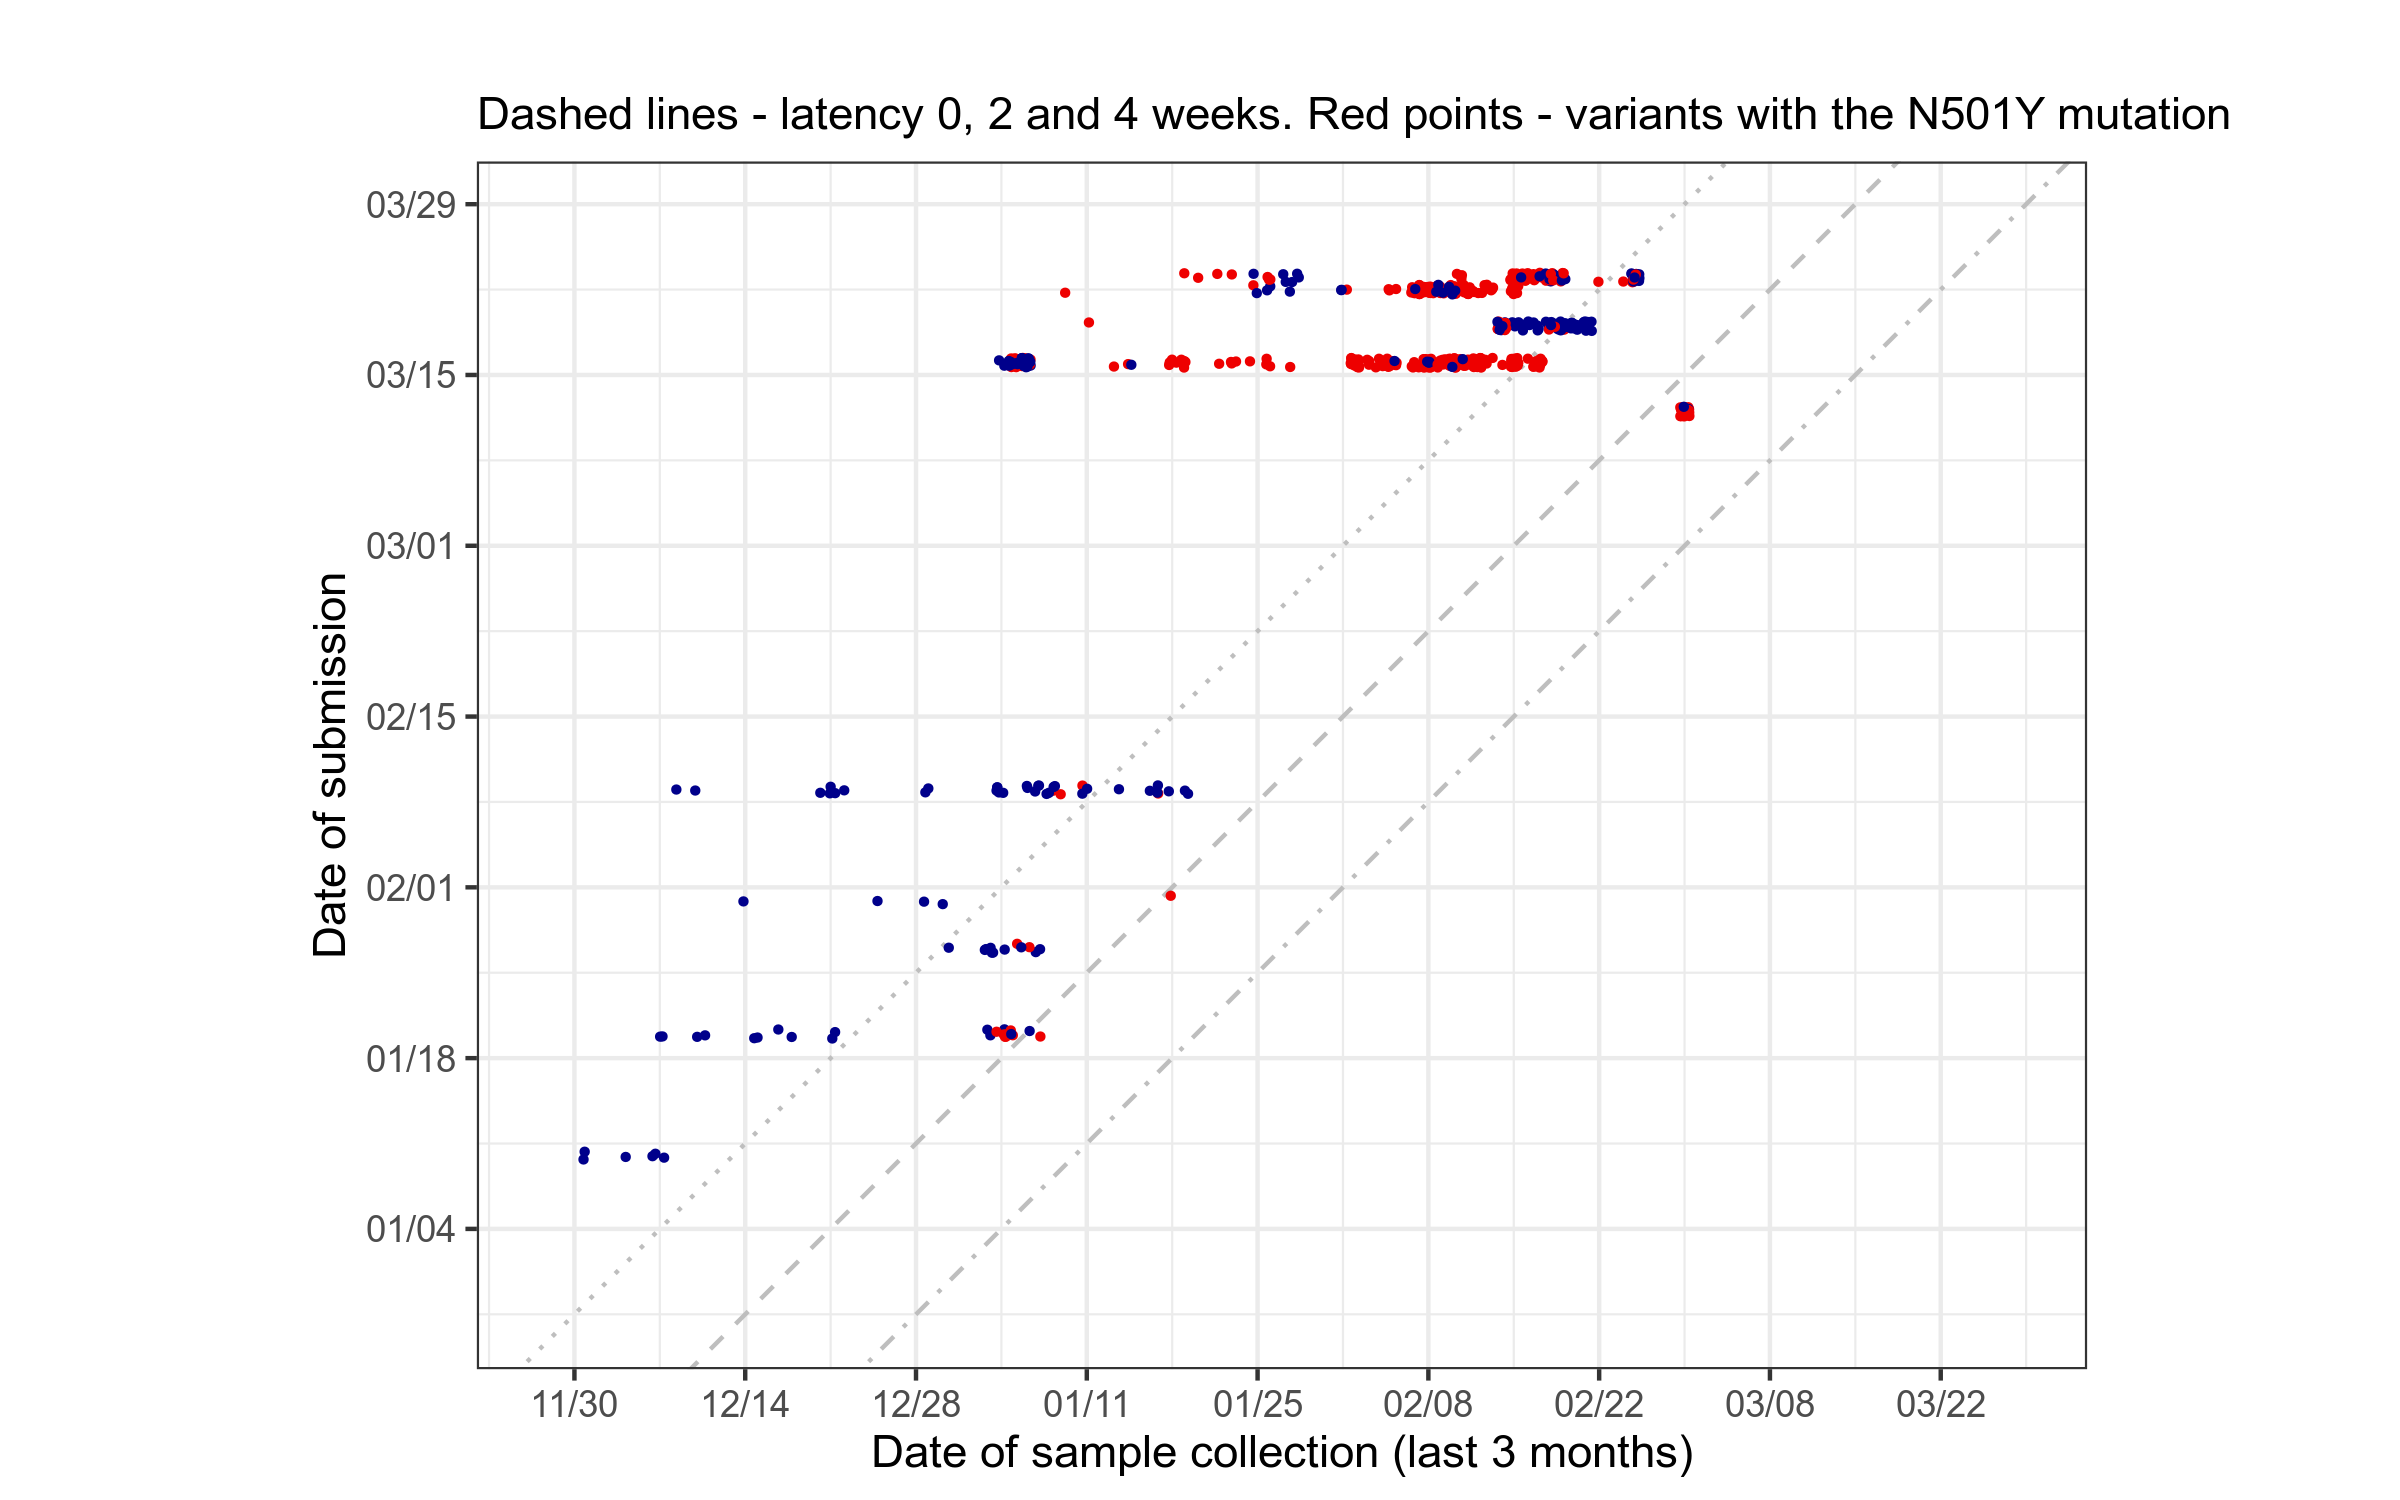 Dashed lines - latency 0, 2 and 4 weeks. Red points - variants with the N501Y mutation
03/29
03/15
03/01
02/15
02/01
01/18
01/04
Date of submission
11/30 12/14 12/28 01/11 01/25 02/08 02/22 03/08 03/22
Date of sample collection (last 3 months)